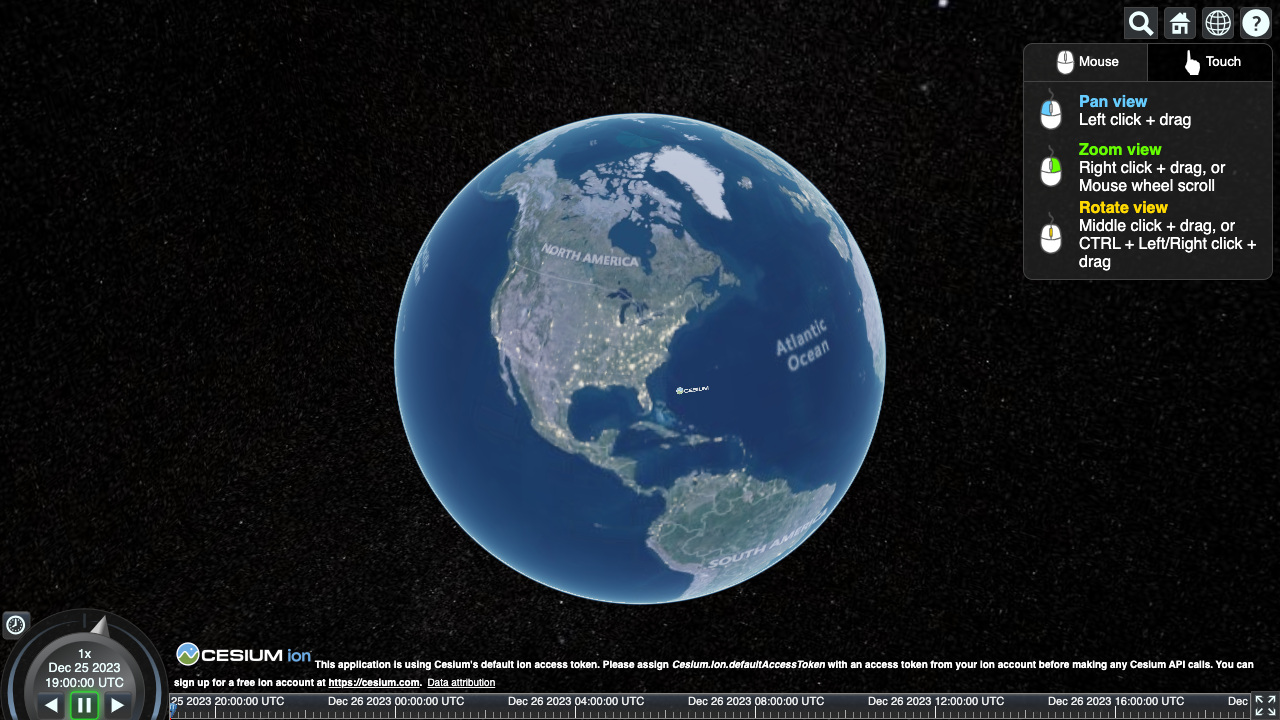 Mouse
Touch
Pan view
Left click + drag
Zoom view
Right click + drag, or
Mouse wheel scroll
Rotate view
Middle click + drag, or
CTRL + Left/Right click +
drag
NORTH AMERICA
Atlantic
Ocean
CESIUM
SOUTH AMERICA
1x
Dec 25 2023
19:00:00 UTC
CESIUM ion
This application is using Cesium's default ion access token. Please assign Cesium.Ion.defaultAccessToken with an access token from your ion account before making any Cesium API calls. You can
sign up for a free ion account at https://cesium.com. Data attribution
25 2023 20:00:00 UTC Dec 26 2023 00:00:00 UTC Dec 26 2023 04:00:00 UTC Dec 26 2023 08:00:00 UTC Dec 26 2023 12:00:00 UTC Dec 26 2023 16:00:00 UTC Dec